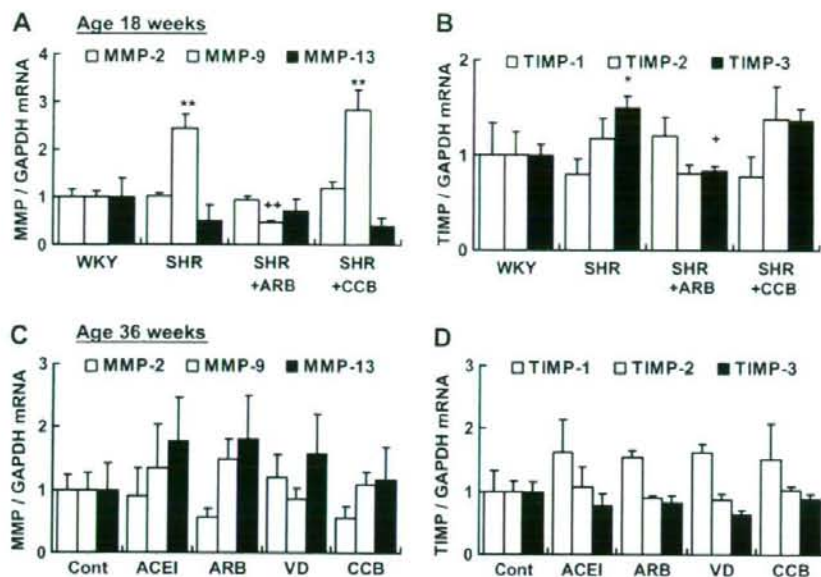 A Age 18 weeks
MMP-2 MMP-9 MMP-13
MMP / GAPDH mRNA
4
3
2
1
0
**
++
**
WKY SHR SHR SHR
+ARB +CCB
B
TIMP-1 TIMP-2 TIMP-3
TIMP / GAPDH mRNA
2
1
0
*
+
WKY SHR SHR SHR
+ARB +CCB
C Age 36 weeks
MMP-2 MMP-9 MMP-13
MMP / GAPDH mRNA
3
2
1
0
Cont ACEI ARB VD CCB
D
TIMP-1 TIMP-2 TIMP-3
TIMP / GAPDH mRNA
3
2
1
0
Cont ACEI ARB VD CCB